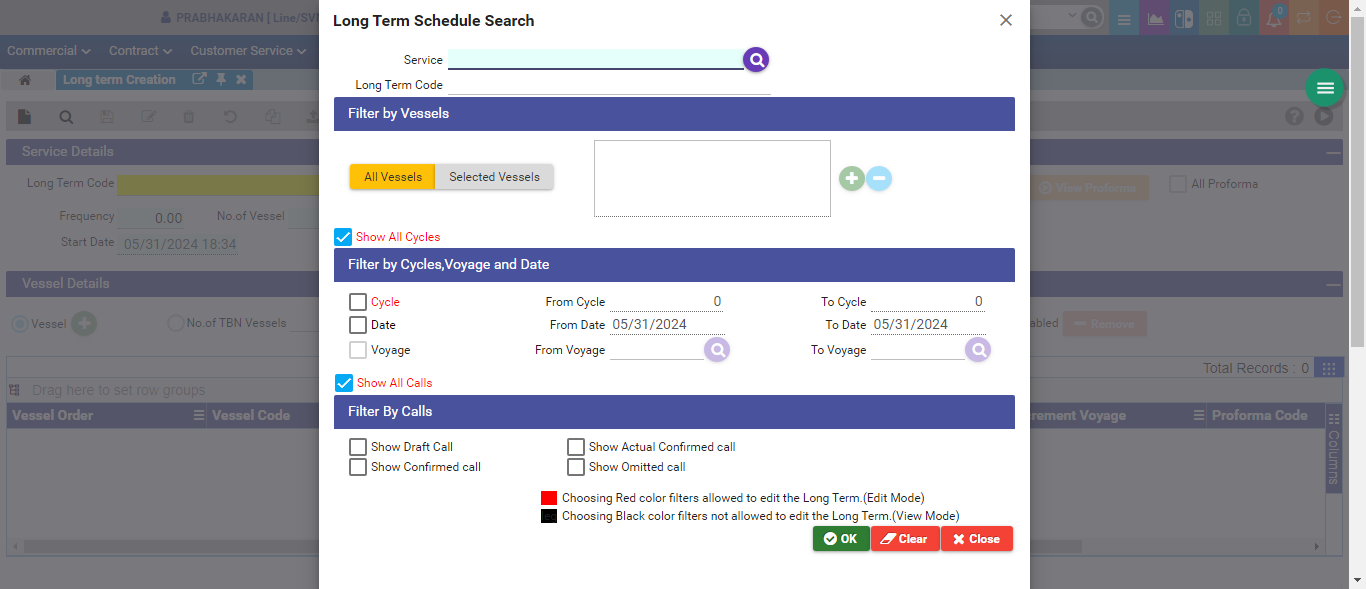 PRABHAKARAN | Line/SVM
Long Term Schedule Search
0
Commercial
Contract
Customer Service
Service
Long term Creation
Long Term Code
Filter by Vessels
Service Details
All Vessels
Selected Vessels
Long Term Code
View Proforma
All Proforma
Frequency
0.00
No.of Vessel
Show All Cycles
Start Date
05/31/2024 18:34
Filter by Cycles,Voyage and Date
Vessel Details
Cycle
From Cycle
0
To Cycle
0
Date
From Date
05/31/2024
To Date
05/31/2024
Vessel
No.of TBN Vessels
abled
Remove
Voyage
From Voyage
To Voyage
Total Records : 0
Show All Calls
Drag here to set row groups
Filter By Calls
Vessel Order
Vessel Code
rement Voyage
Proforma Code
Columns
Show Draft Call
Show Actual Confirmed call
Show Confirmed call
Show Omitted call
Choosing Red color filters allowed to edit the Long Term.(Edit Mode)
Choosing Black color filters not allowed to edit the Long Term.(View Mode)
OK
Clear
Close